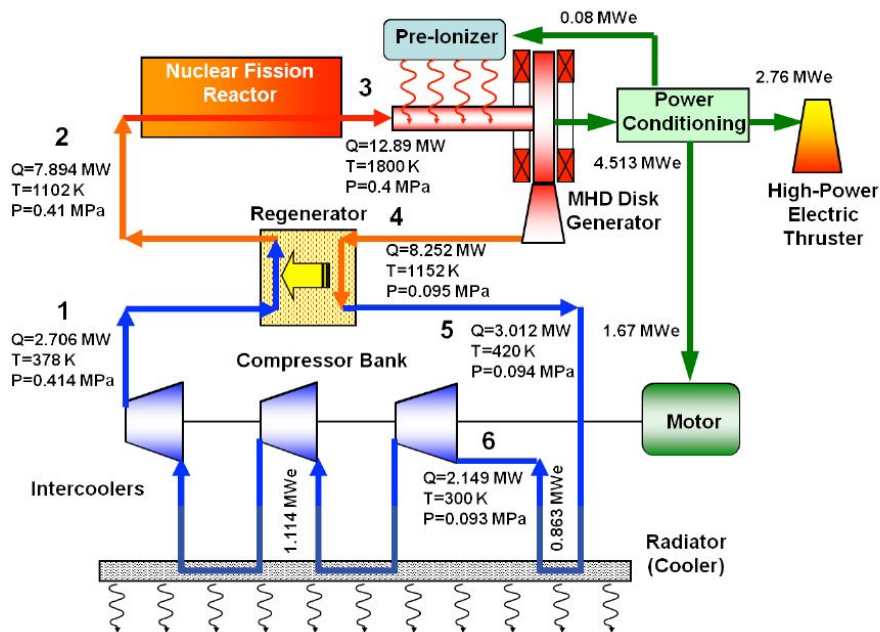 0.08 MWe
Pre-Ionizer
Nuclear Fission
Reactor
3
2.76 MWe
Power
Conditioning
2
Q=12.89 MW
T=1800 K
P=0.4 MPa
4.513 MWe
Q=7.894 MW
T=1102 K
P=0.41 MPa
High-Power
Electric
Thruster
MHD Disk
Generator
Regenerator
4
Q=8.252 MW
T=1152 K
P=0.095 MPa
1
Q=2.706 MW
T=378 K
P=0.414 MPa
5
Q=3.012 MW
T=420 K
P=0.094 MPa
1.67 MWe
Compressor Bank
Motor
6
Q=2.149 MW
T=300 K
P=0.093 MPa
Intercoolers
1.114 MWe
0.863 MWe
Radiator
(Cooler)